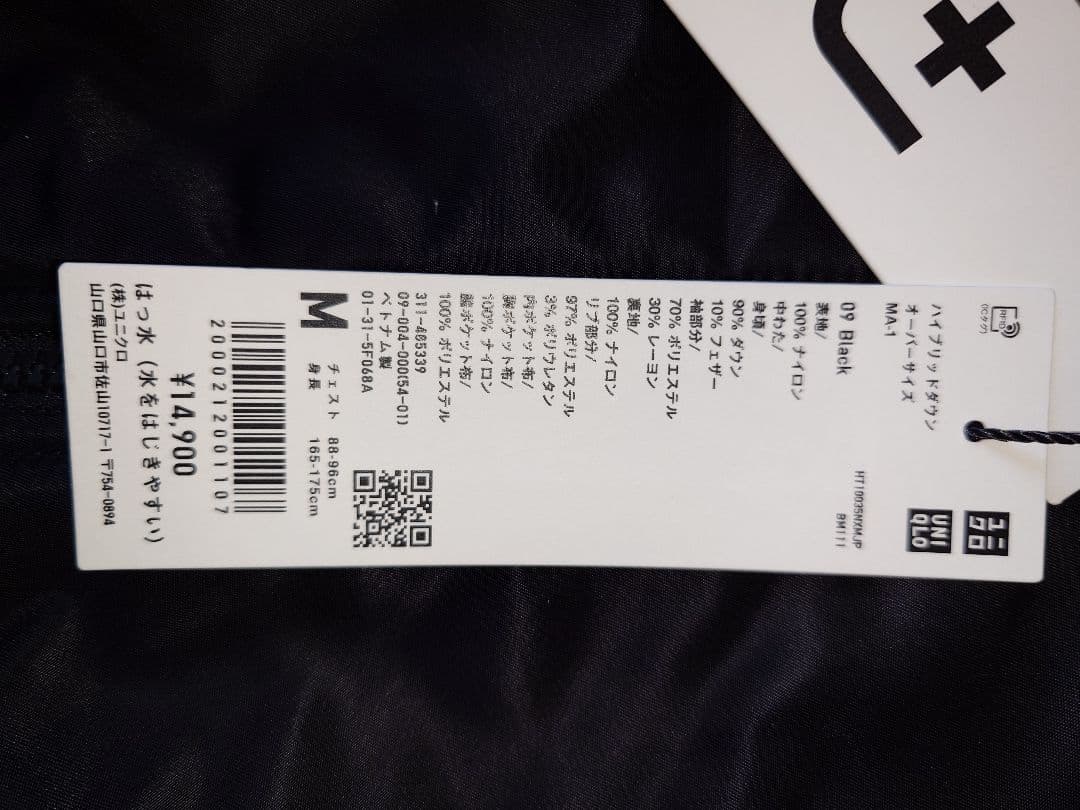 +
RFID
(ICタグ)
ユニクロ
UNIQLO
ハイブリッドダウン
オーバーサイズ
MA-1
HT10035NXMJP
BM111
09 Black
表地/
100% ナイロン
中わた/
身頃/
90% ダウン
10% フェザー
袖部分/
70% ポリエステル
30% レーヨン
裏地/
100% ナイロン
リブ部分/
97% ポリエステル
3% ポリウレタン
内ポケット布/
胸ポケット布/
100% ナイロン
脇ポケット布/
100% ポリエステル
311-485339
09-004-000(54-01)
ベトナム製
01-31-5F068A
M
チェスト 88-96cm
身長 165-175cm
2000212001107
¥14,900
はっ水（水をはじきやすい）
(株)ユニクロ
山口県山口市佐山10717-1 〒754-0894